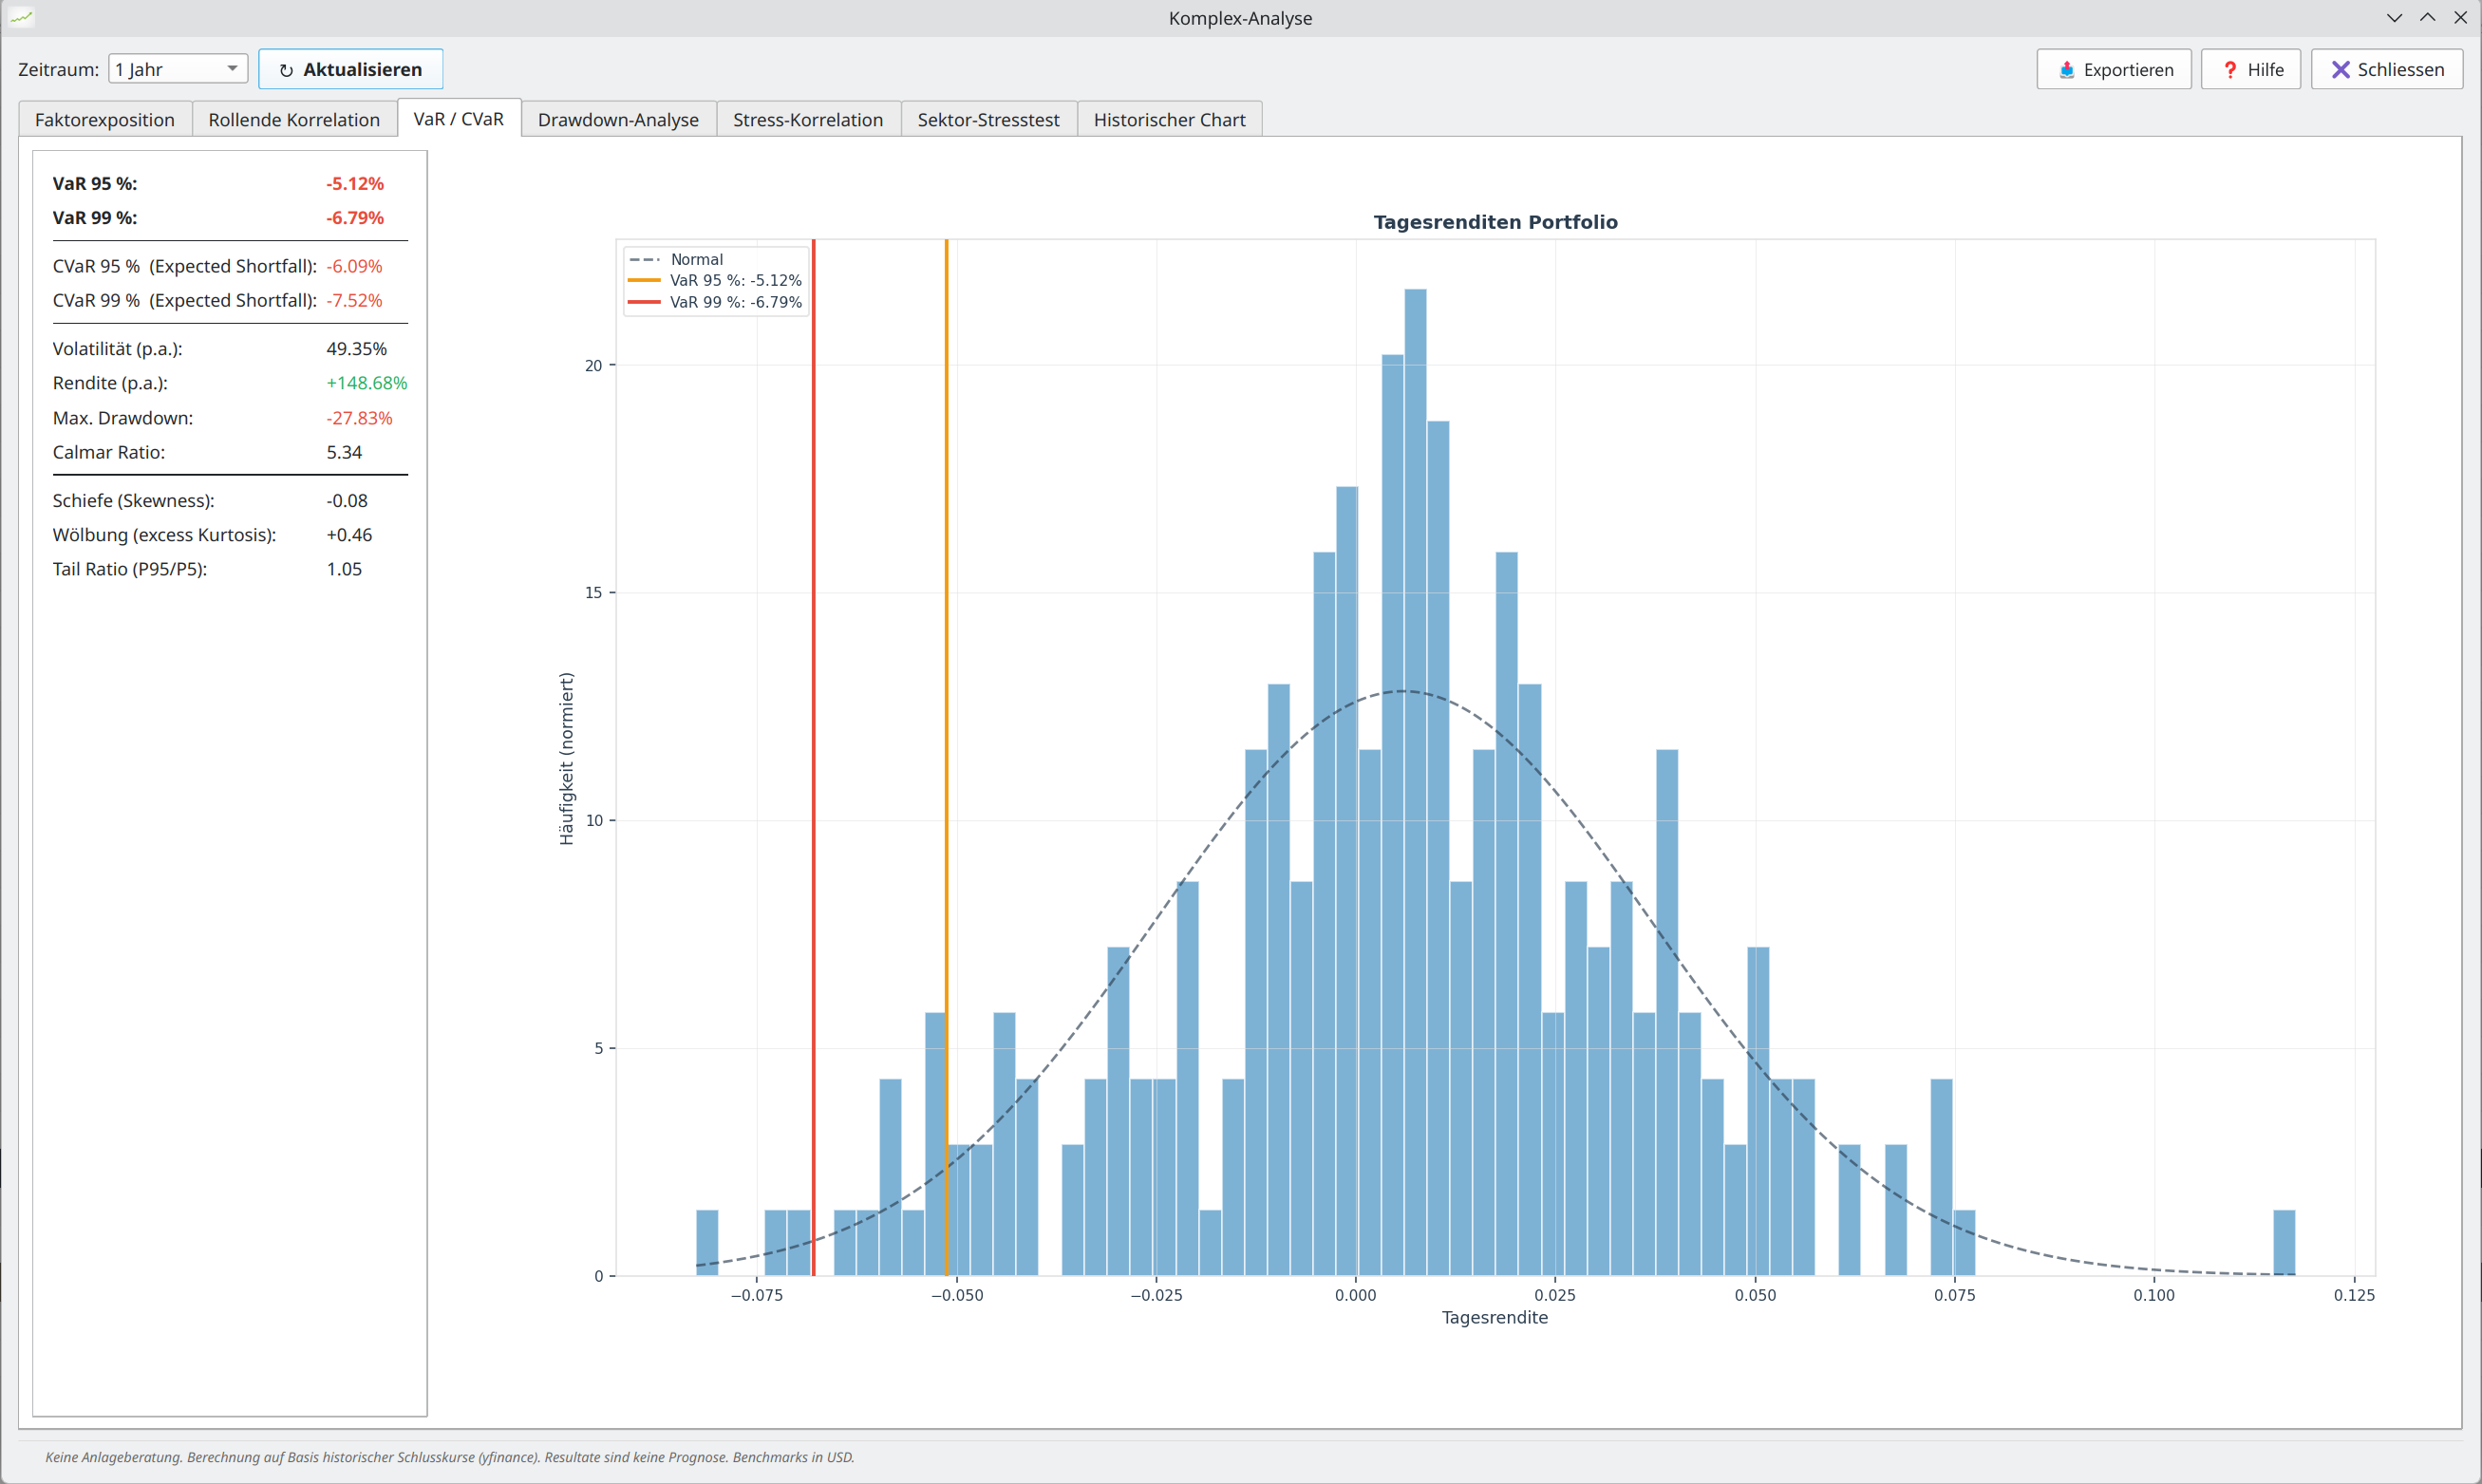 Komplex-Analyse
Zeitraum: 1 Jahr ↻ Aktualisieren Exportieren ❓ Hilfe Schliessen
Faktorexposition Rollende Korrelation VaR / CVaR Drawdown-Analyse Stress-Korrelation Sektor-Stresstest Historischer Chart
VaR 95 %: -5.12%
VaR 99 %: -6.79%
CVaR 95 % (Expected Shortfall): -6.09%
CVaR 99 % (Expected Shortfall): -7.52%
Volatilität (p.a.): 49.35%
Rendite (p.a.): +148.68%
Max. Drawdown: -27.83%
Calmar Ratio: 5.34
Schiefe (Skewness): -0.08
Wölbung (excess Kurtosis): +0.46
Tail Ratio (P95/P5): 1.05
Tagesrenditen Portfolio
Normal
VaR 95 %: -5.12%
VaR 99 %: -6.79%
20
15
10
5
0
Häufigkeit (normiert)
−0.075 −0.050 −0.025 0.000 0.025 0.050 0.075 0.100 0.125
Tagesrendite
Keine Anlageberatung. Berechnung auf Basis historischer Schlusskurse (yfinance). Resultate sind keine Prognose. Benchmarks in USD.